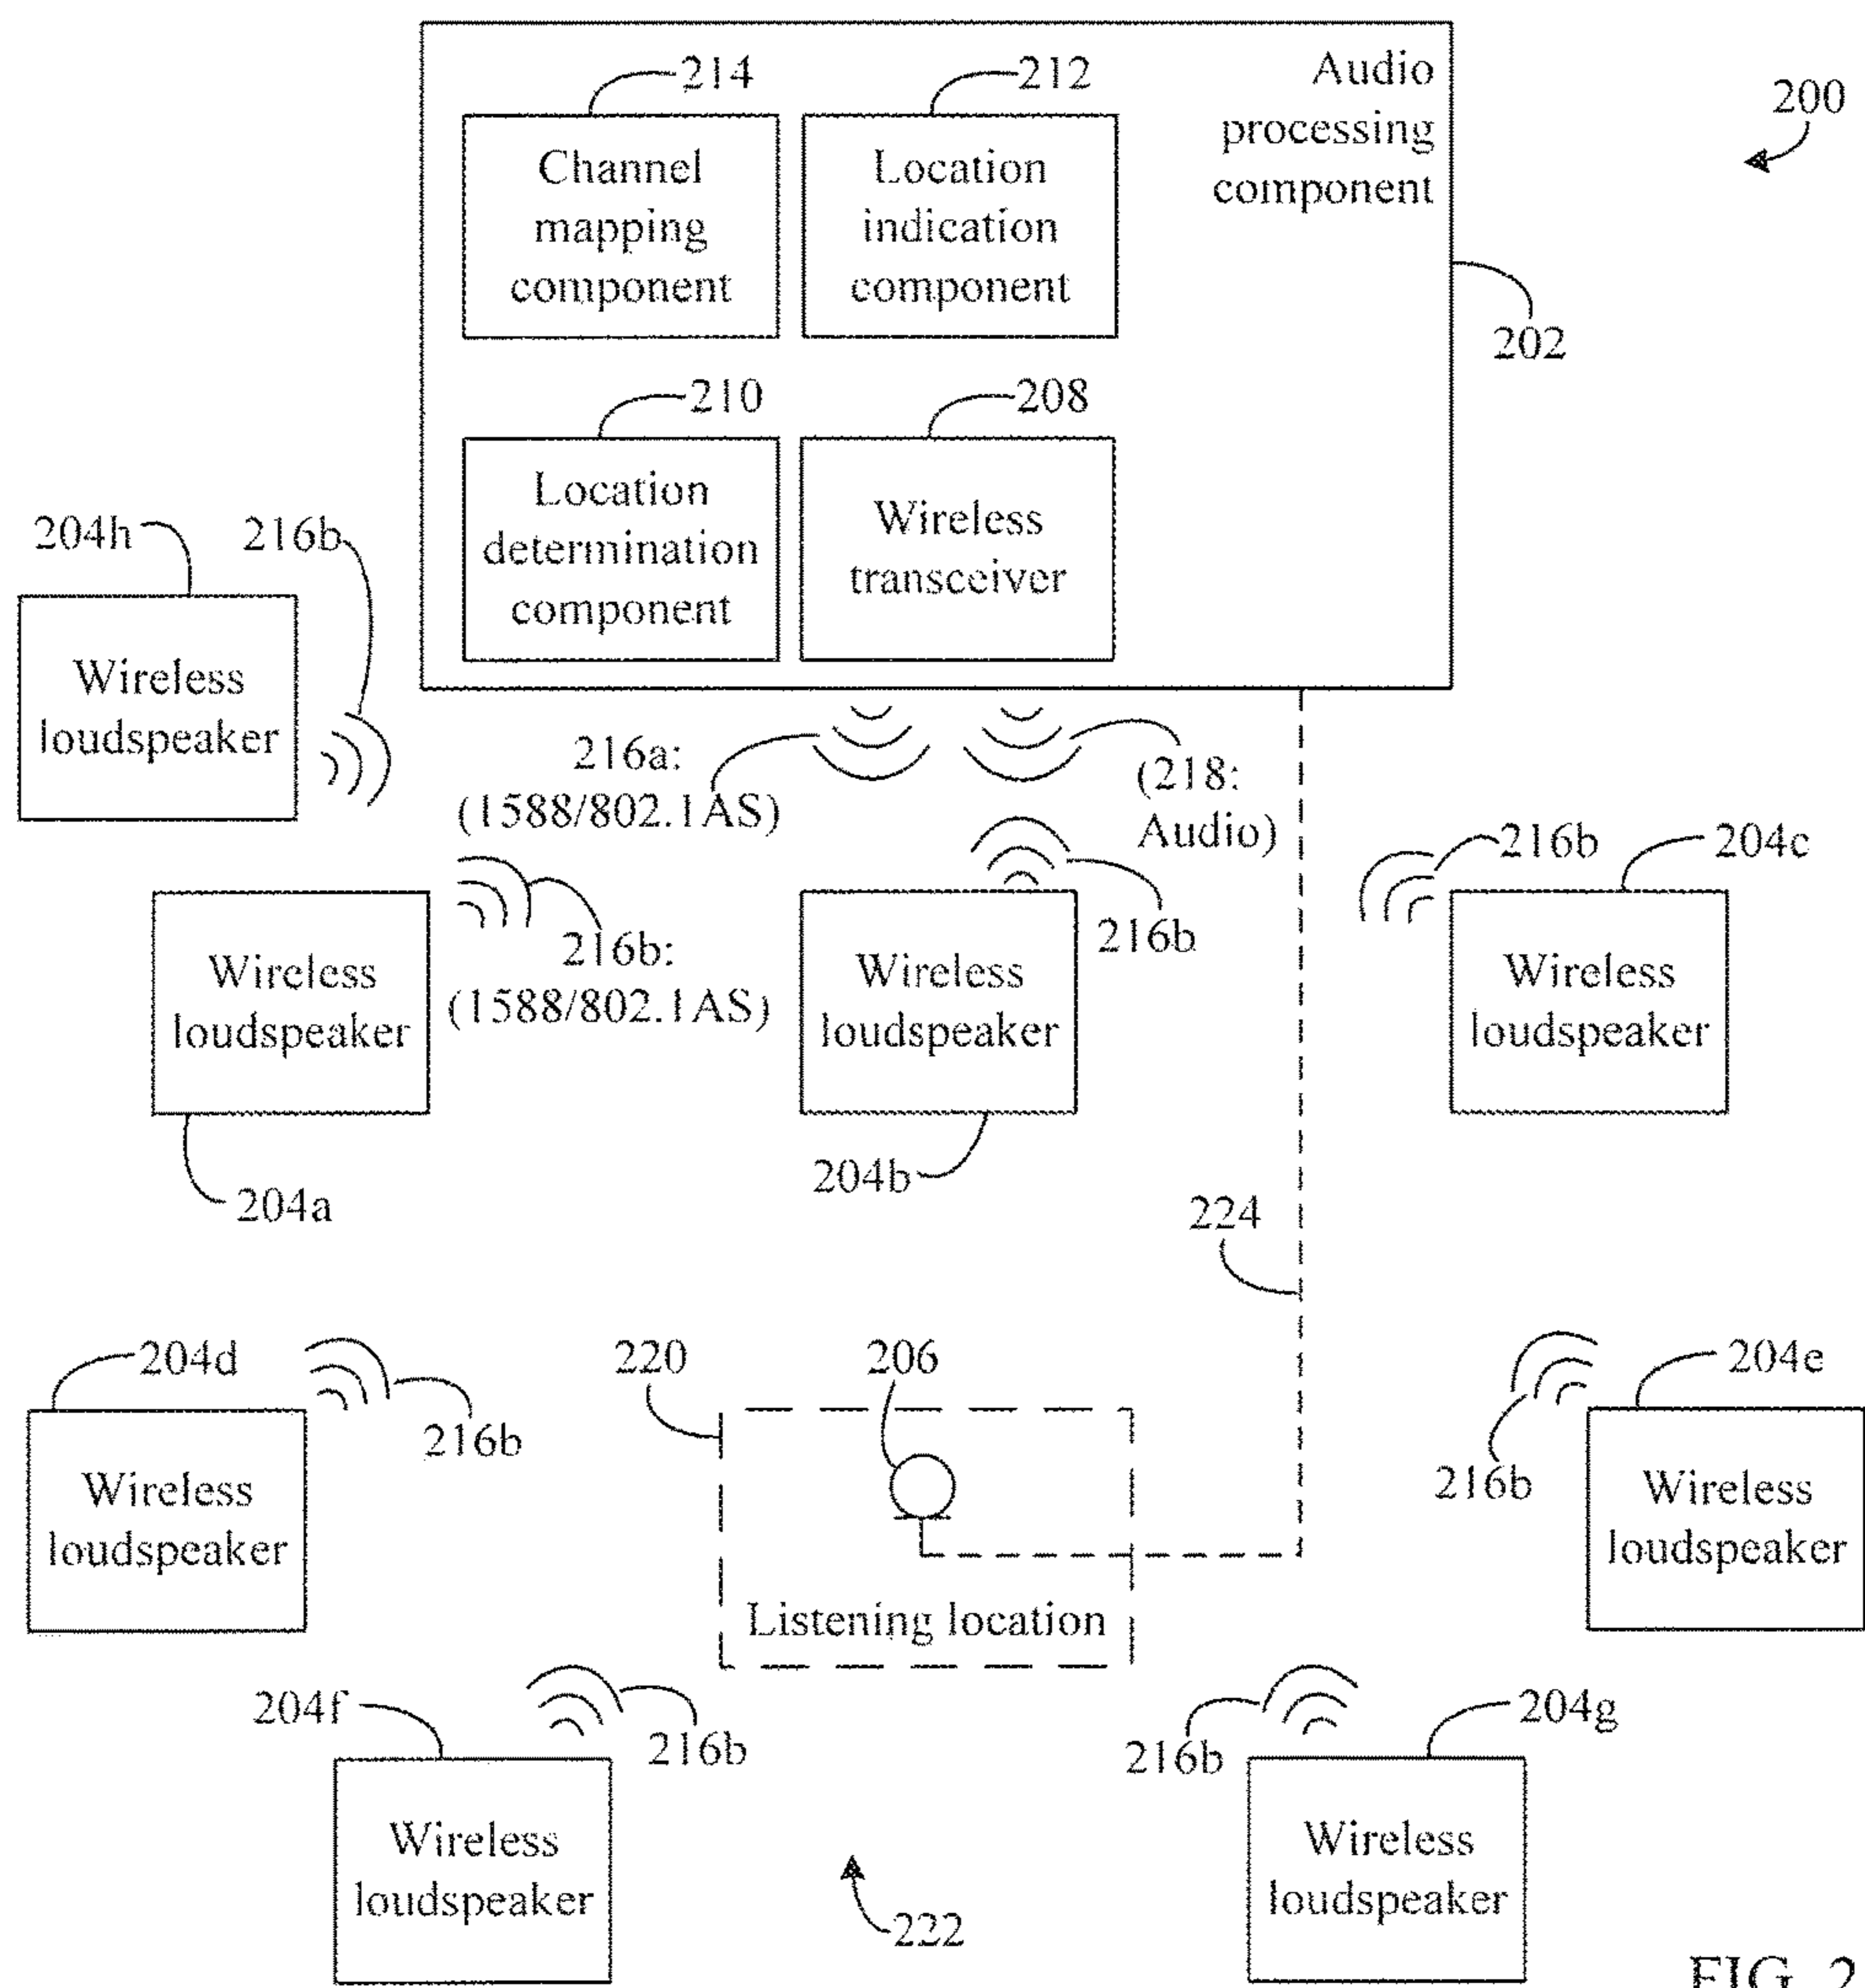 214
212
Audio
processing
component
200
Channel
mapping
component
Location
indication
component
202
210
208
Location
determination
component
Wireless
transceiver
204h
216b
Wireless
loudspeaker
216a:
(1588/802.1AS)
(218:
Audio)
216b
204c
216b:
(1588/802.1AS)
216b
Wireless
loudspeaker
Wireless
loudspeaker
Wireless
loudspeaker
204a
204b
224
204d
216b
220
206
204e
216b
Wireless
loudspeaker
Listening location
Wireless
loudspeaker
204f
216b
216b
204g
Wireless
loudspeaker
Wireless
loudspeaker
222
FIG. 2